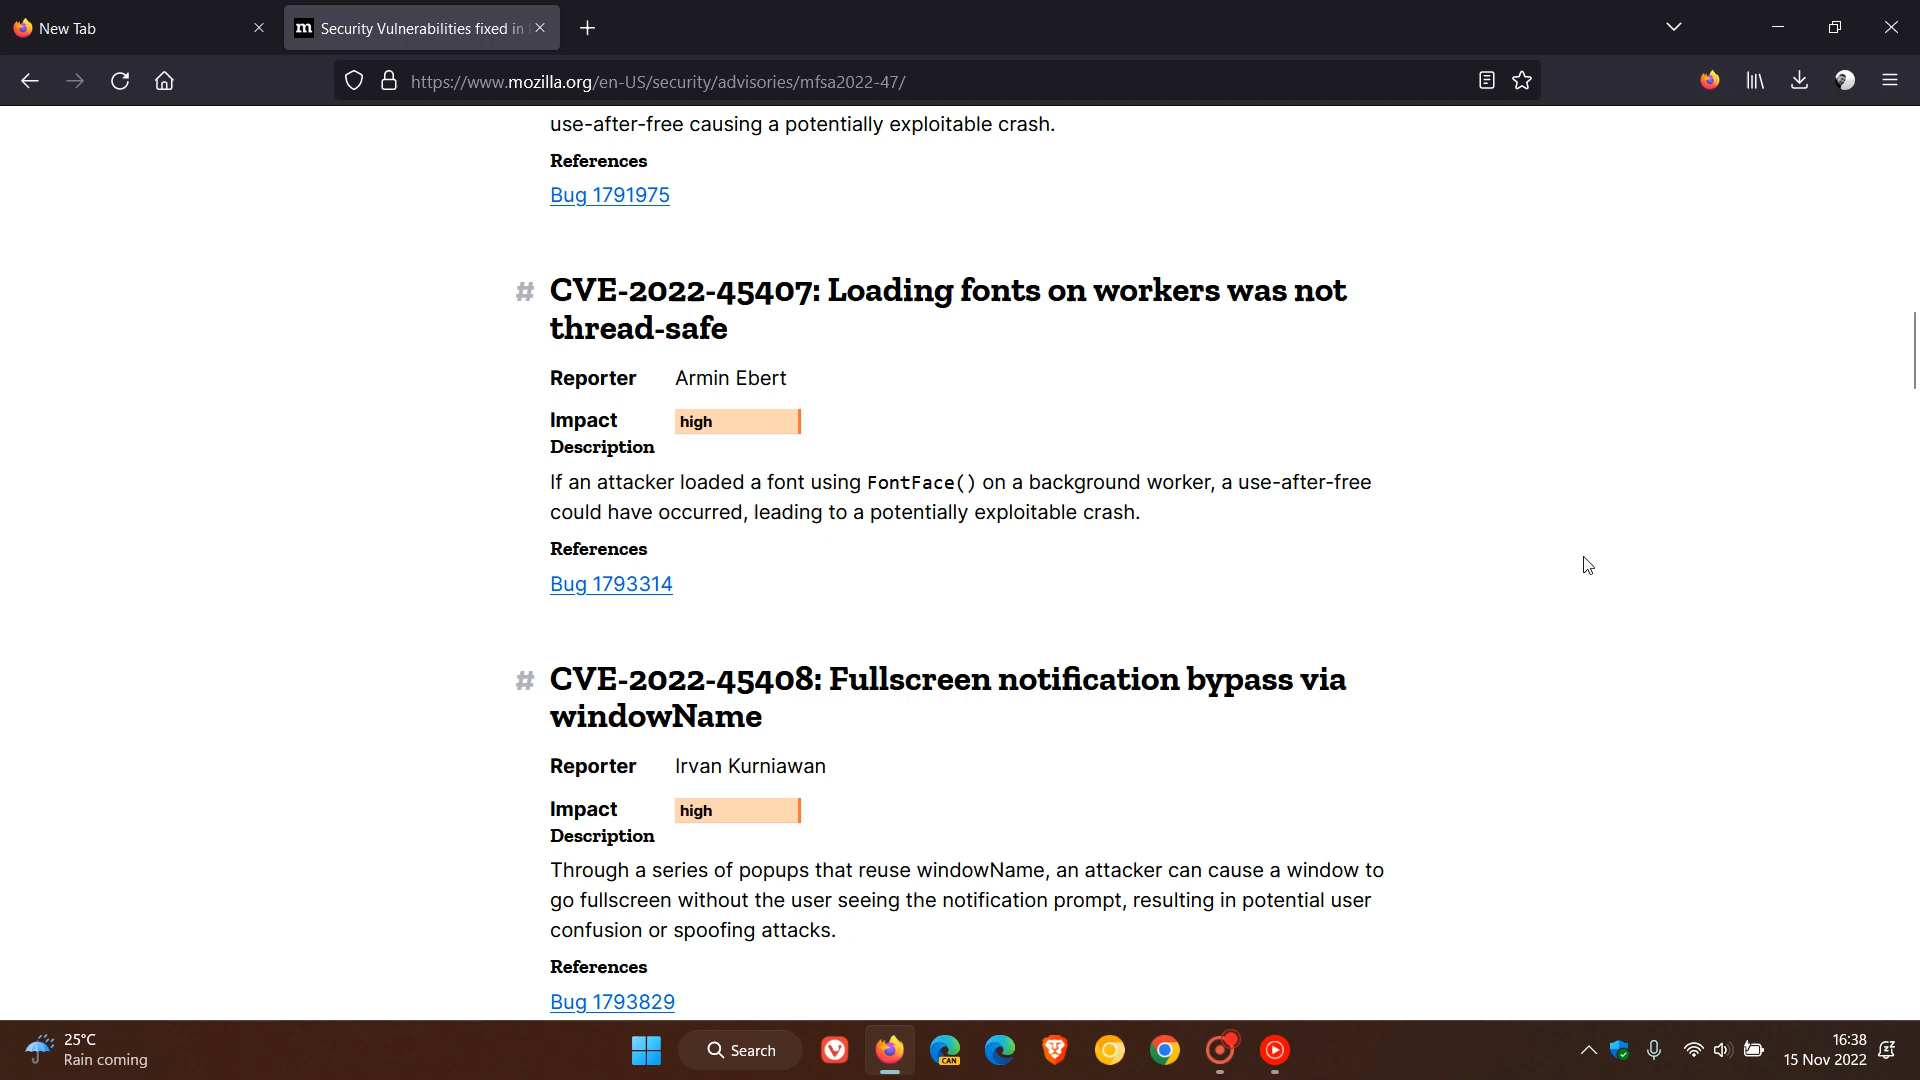 New Tab
Security Vulnerabilities fixed in
https://www.mozilla.org/en-US/security/advisories/mfsa2022-47/
use-after-free causing a potentially exploitable crash.
References
Bug 1791975
# CVE-2022-45407: Loading fonts on workers was not
thread-safe
Reporter Armin Ebert
Impact high
Description
If an attacker loaded a font using FontFace() on a background worker, a use-after-free
could have occurred, leading to a potentially exploitable crash.
References
Bug 1793314
# CVE-2022-45408: Fullscreen notification bypass via
windowName
Reporter Irvan Kurniawan
Impact high
Description
Through a series of popups that reuse windowName, an attacker can cause a window to
go fullscreen without the user seeing the notification prompt, resulting in potential user
confusion or spoofing attacks.
References
Bug 1793829
25°C
Rain coming
Search
CAN
16:38
15 Nov 2022